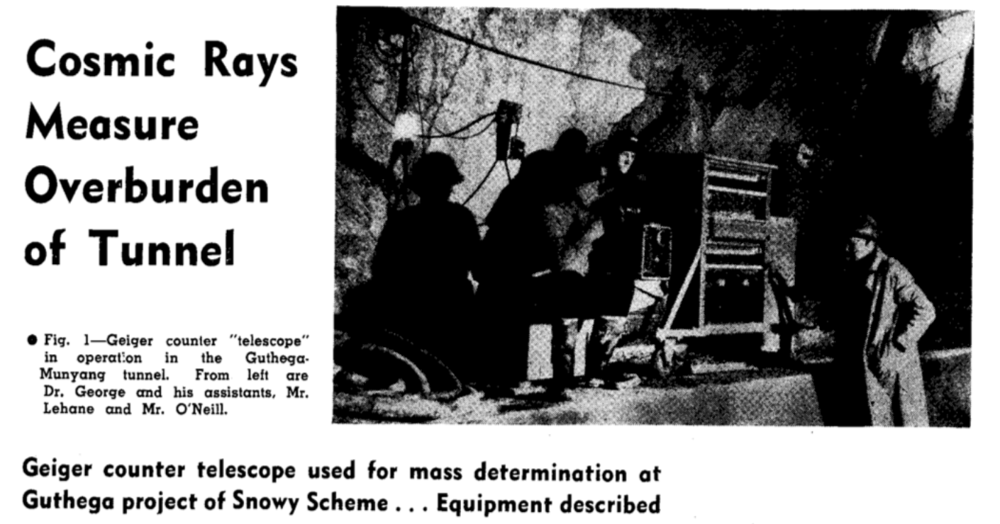 Cosmic Rays
Measure
Overburden
of Tunnel
● Fig. 1—Geiger counter "telescope"
in operation in the Guthega-
Munyang tunnel. From left are
Dr. George and his assistants, Mr.
Lehane and Mr. O'Neill.
Geiger counter telescope used for mass determination at
Guthega project of Snowy Scheme . . . Equipment described